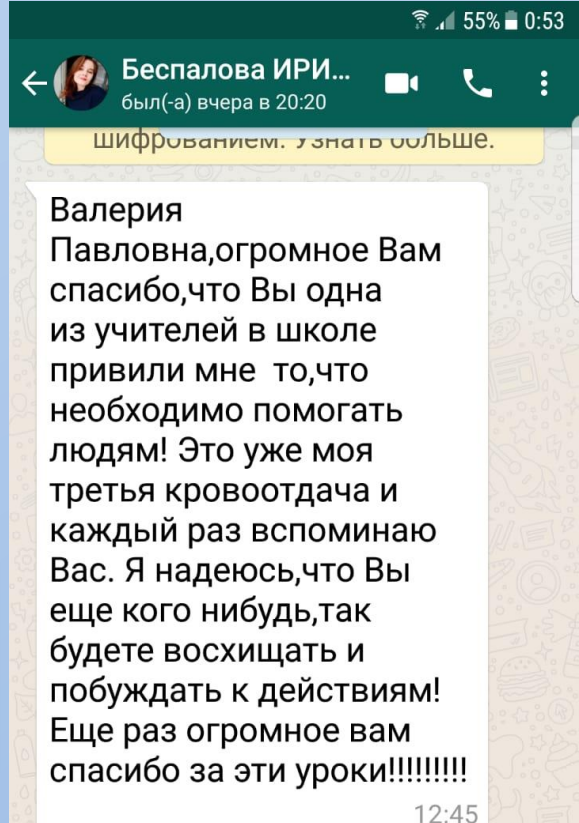 55% 0:53
Беспалова ИРИ...
был(-а) вчера в 20:20
шифрованием. Узнать больше.
Валерия
Павловна,огромное Вам
спасибо,что Вы одна
из учителей в школе
привили мне то,что
необходимо помогать
людям! Это уже моя
третья кровоотдача и
каждый раз вспоминаю
Вас. Я надеюсь,что Вы
еще кого нибудь,так
будете восхищать и
побуждать к действиям!
Еще раз огромное вам
спасибо за эти уроки!!!!!!!!!
12:45